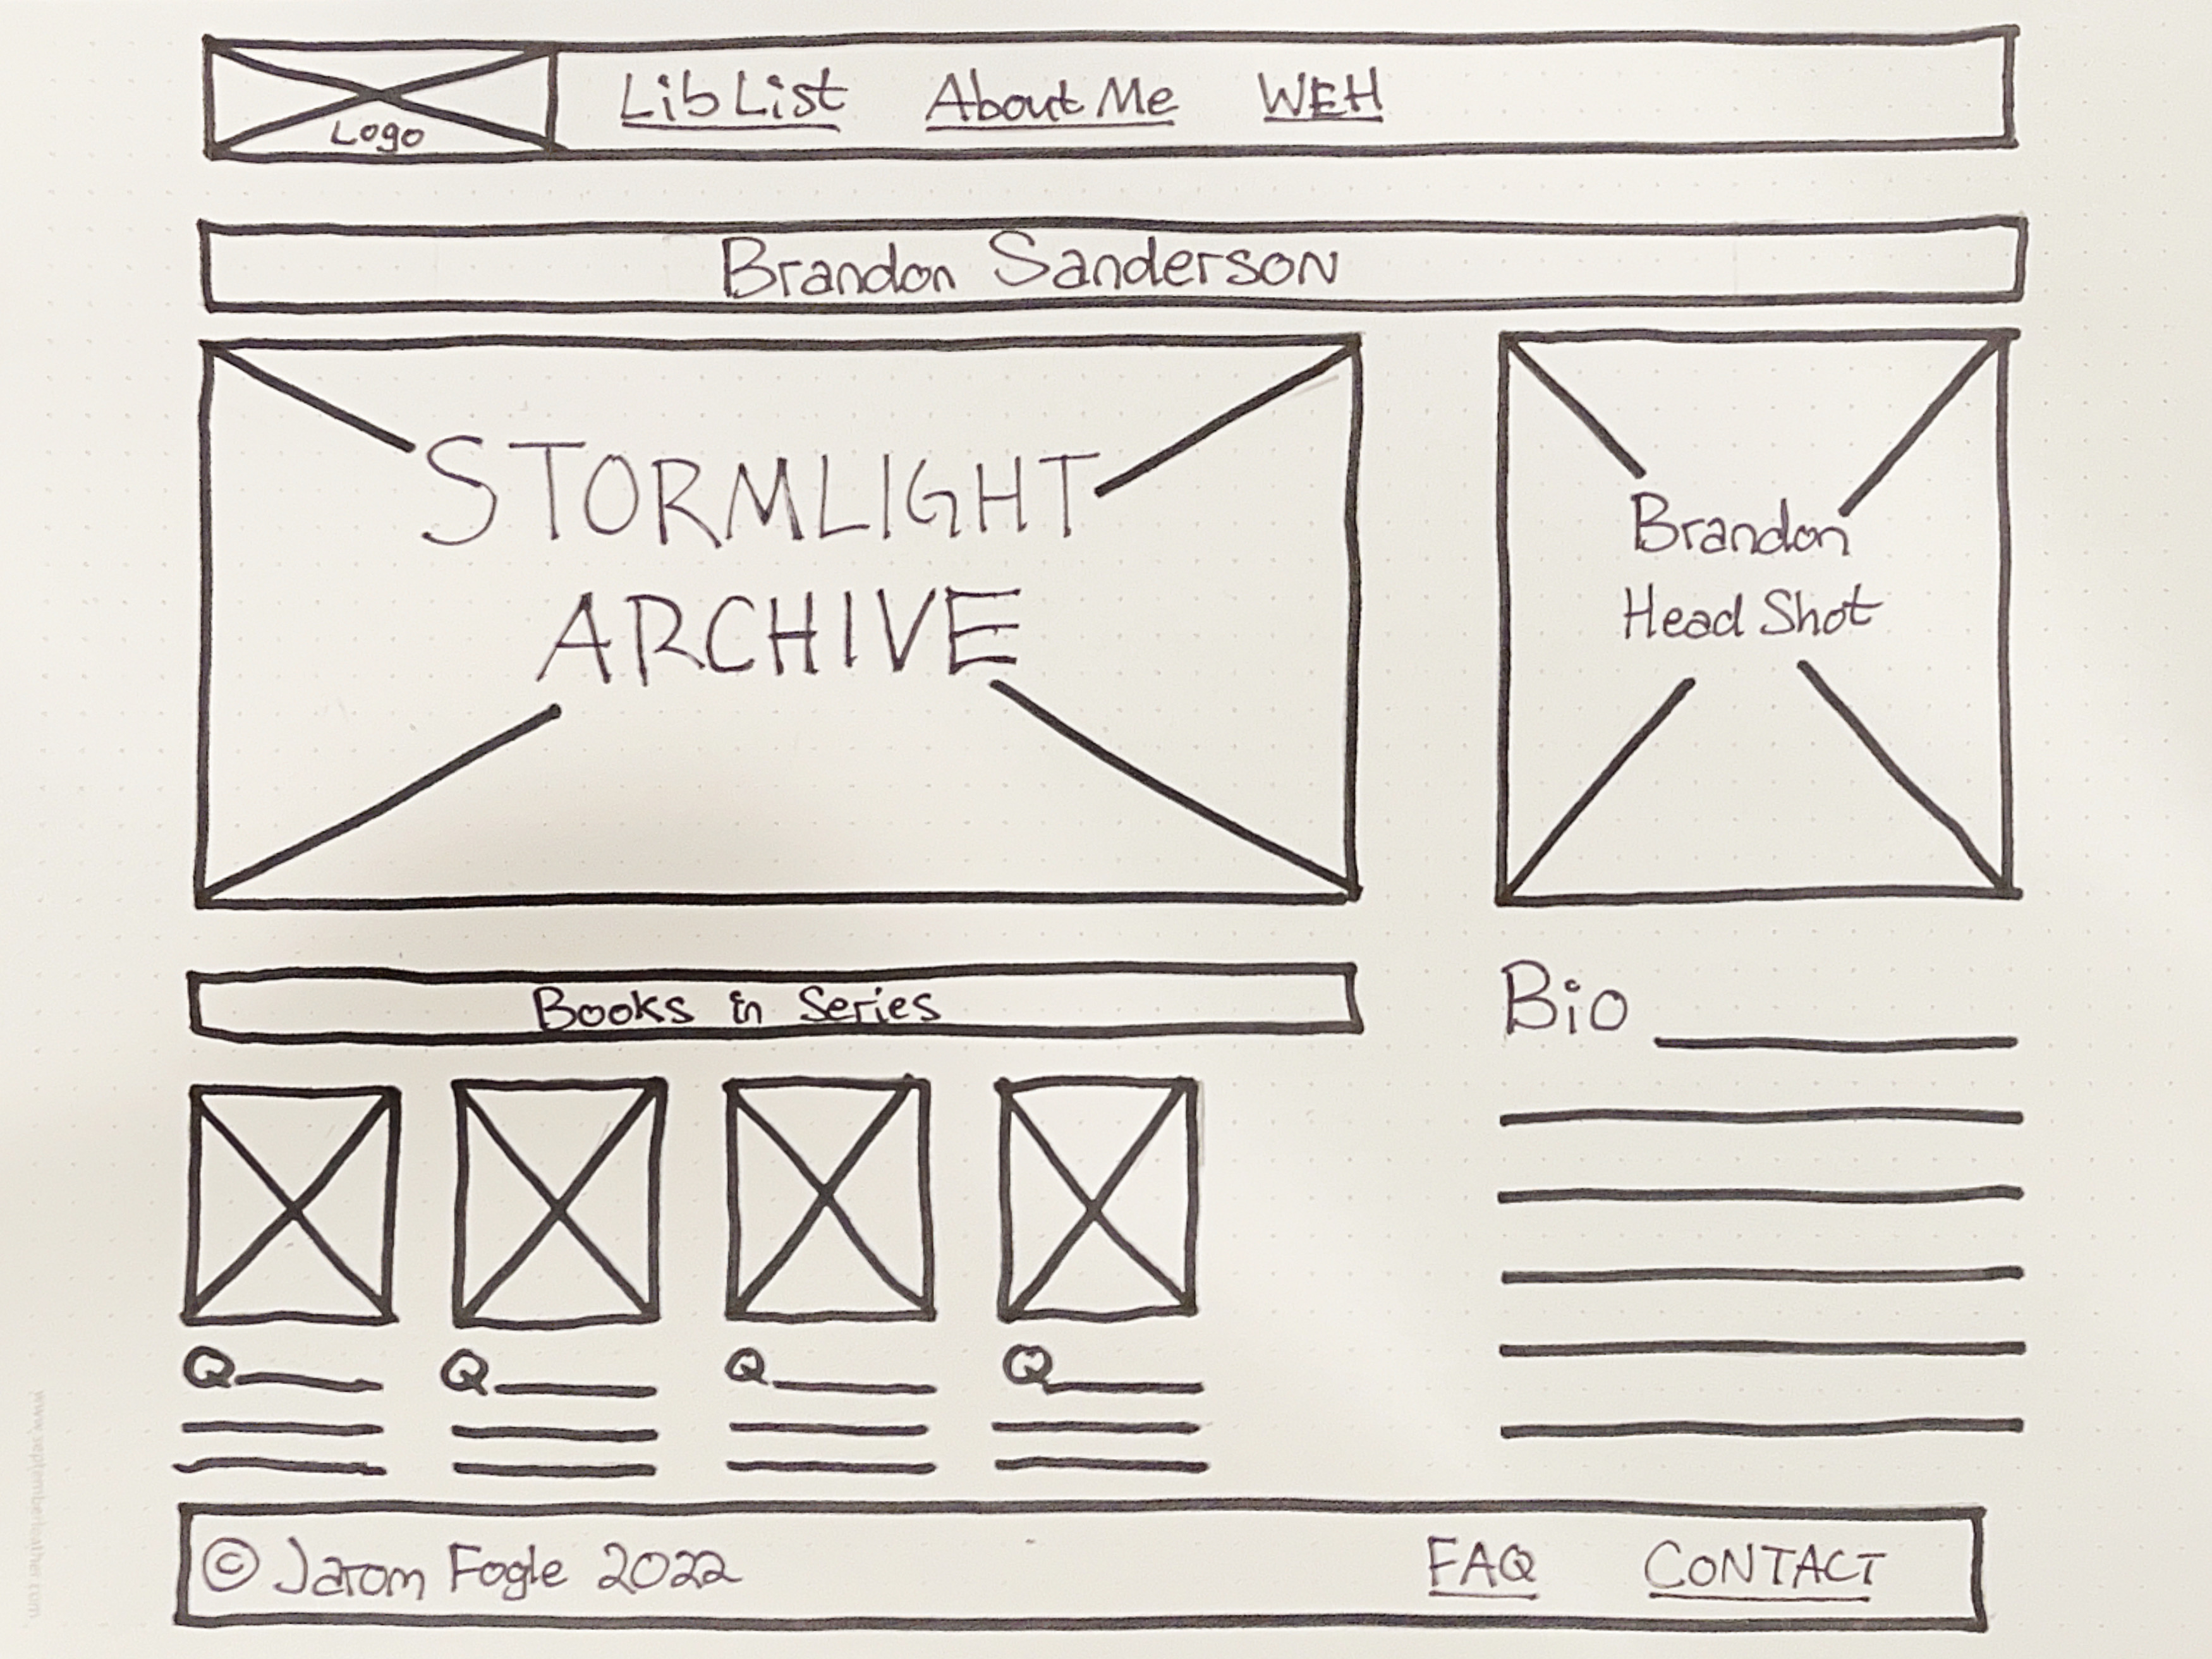 Logo
Lib List About Me WEH
Brandon Sanderson
STORMLIGHT
ARCHIVE
Brandon
Head Shot
Books in Series
Bio
Q Q Q Q
© Jarom Fogle 2022 FAQ CONTACT
www.septemberleather.com